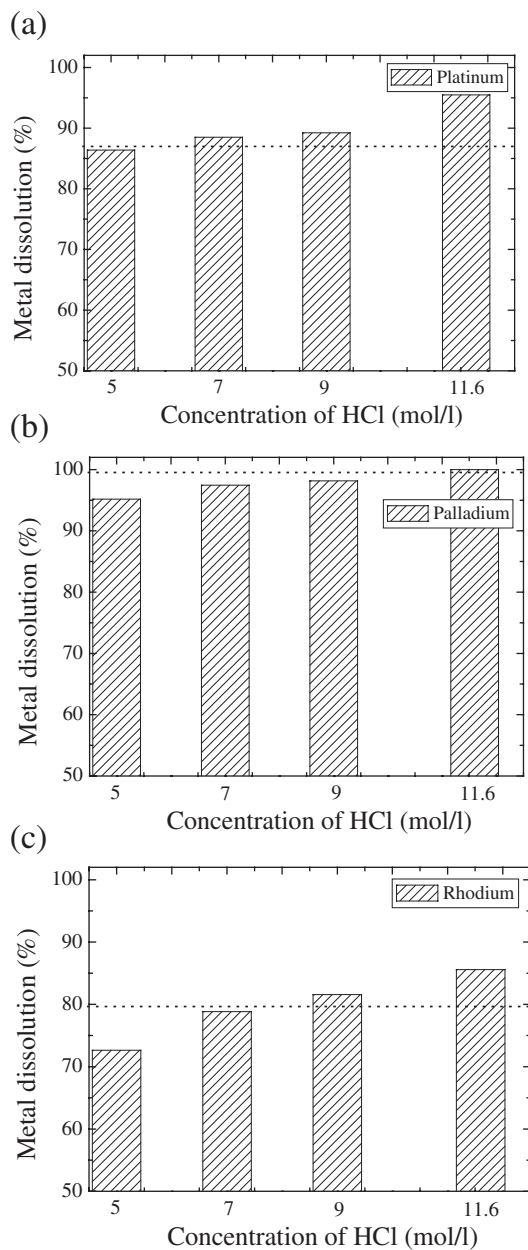 (a)
100
90
80
70
60
50
Metal dissolution (%)
Platinum
5 7 9 11.6
Concentration of HCl (mol/l)
(b)
100
90
80
70
60
50
Metal dissolution (%)
Palladium
5 7 9 11.6
Concentration of HCl (mol/l)
(c)
100
90
80
70
60
50
Metal dissolution (%)
Rhodium
5 7 9 11.6
Concentration of HCl (mol/l)